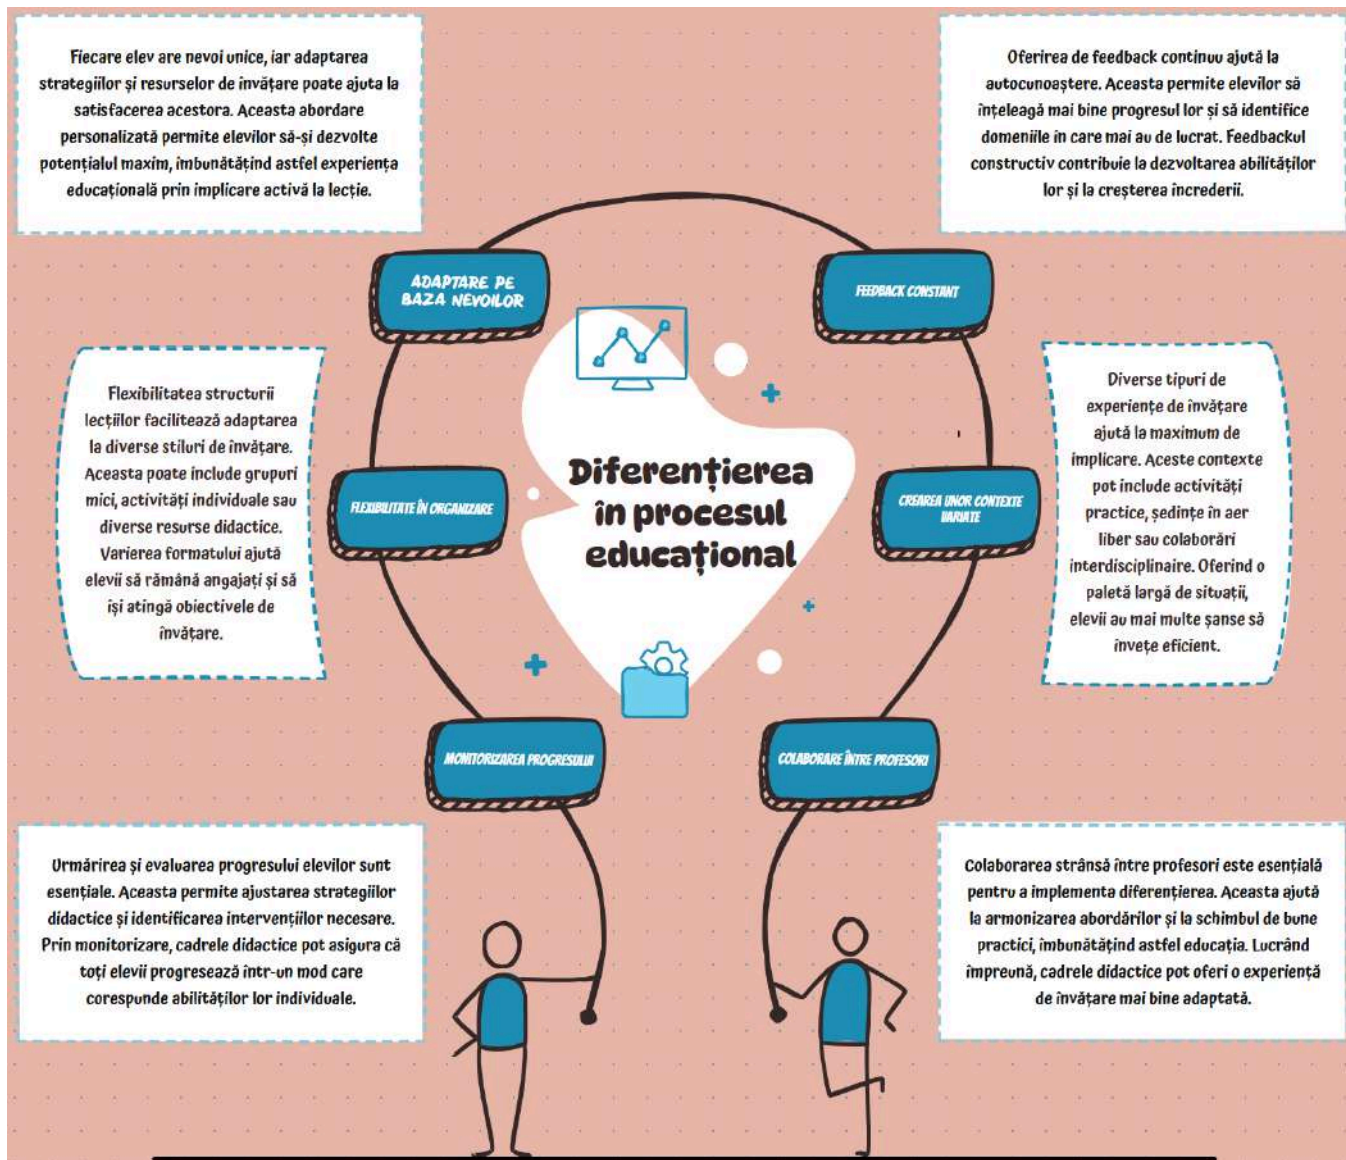 Fiecare elev are nevoi unice, iar adaptarea
strategiilor și resurselor de învățare poate ajuta la
satisfacerea acestora. Aceasta abordare
personalizată permite elevilor să-și dezvolte
potențialul maxim, îmbunătățind astfel experiența
educațională prin implicare activă la lecție.
Oferirea de feedback continuu ajută la
autocunoaștere. Aceasta permite elevilor să
înțeleagă mai bine progresul lor și să identifice
domeniile în care mai au de lucrat. Feedbackul
constructiv contribuie la dezvoltarea abilităților
lor și la creșterea încrederii.
ADAPTARE PE
BAZA NEVOILOR
FEEDBACK CONSTANT
Flexibilitatea structurii
lecțiilor facilitează adaptarea
la diverse stiluri de învățare.
Aceasta poate include grupuri
mici, activități individuale sau
diverse resurse didactice.
Varierea formatului ajută
elevii să rămână angajați și să
își atingă obiectivele de
învățare.
FLEXIBILITATE ÎN ORGANIZARE
Diferențierea
în procesul
educațional
CREAREA UNOR CONTEXTE
VARIATE
Diverse tipuri de
experiențe de învățare
ajută la maximum de
implicare. Aceste contexte
pot include activități
practice, ședințe în aer
liber sau colaborări
interdisciplinare. Oferind o
paletă largă de situații,
elevii au mai multe șanse să
învețe eficient.
MONITORIZAREA PROGRESULUI
COLABORARE ÎNTRE PROFESORI
Urmărirea și evaluarea progresului elevilor sunt
esențiale. Aceasta permite ajustarea strategiilor
didactice și identificarea intervențiilor necesare.
Prin monitorizare, cadrele didactice pot asigura că
toți elevii progresează într-un mod care
corespunde abilităților lor individuale.
Colaborarea strânsă între profesori este esențială
pentru a implementa diferențierea. Aceasta ajută
la armonizarea abordărilor și la schimbul de bune
practici, îmbunătățind astfel educația. Lucrând
împreună, cadrele didactice pot oferi o experiență
de învățare mai bine adaptată.